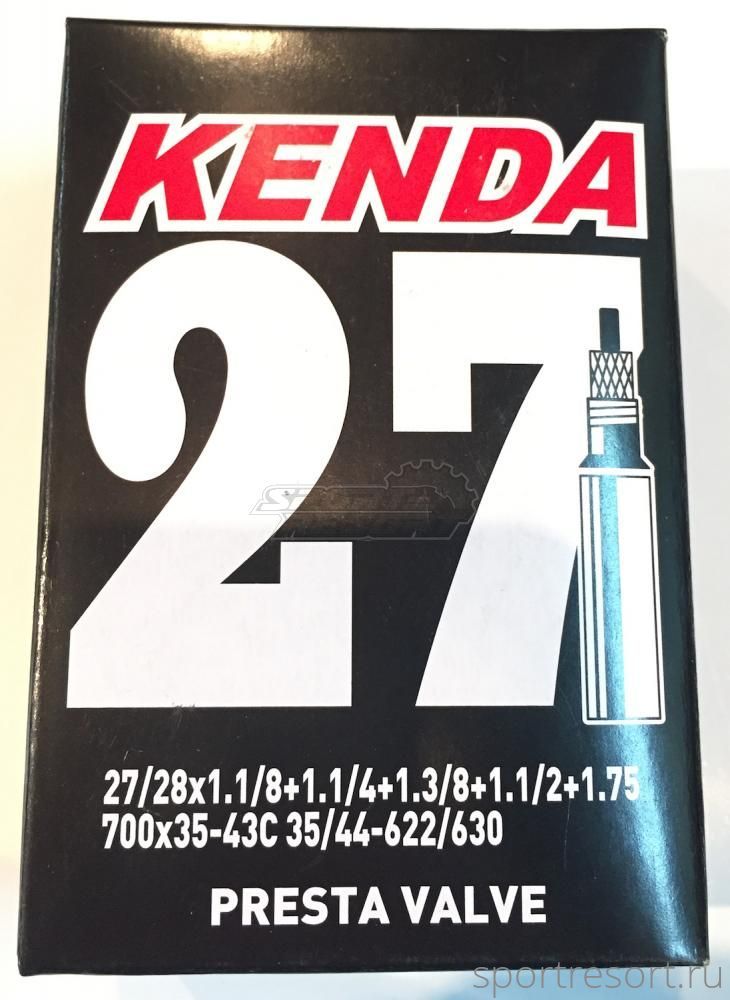 KENDA
27
27/28x1.1/8+1.1/4+1.3/8+1.1/2+1.75
700x35-43C 35/44-622/630
PRESTA VALVE
sportresort.ru